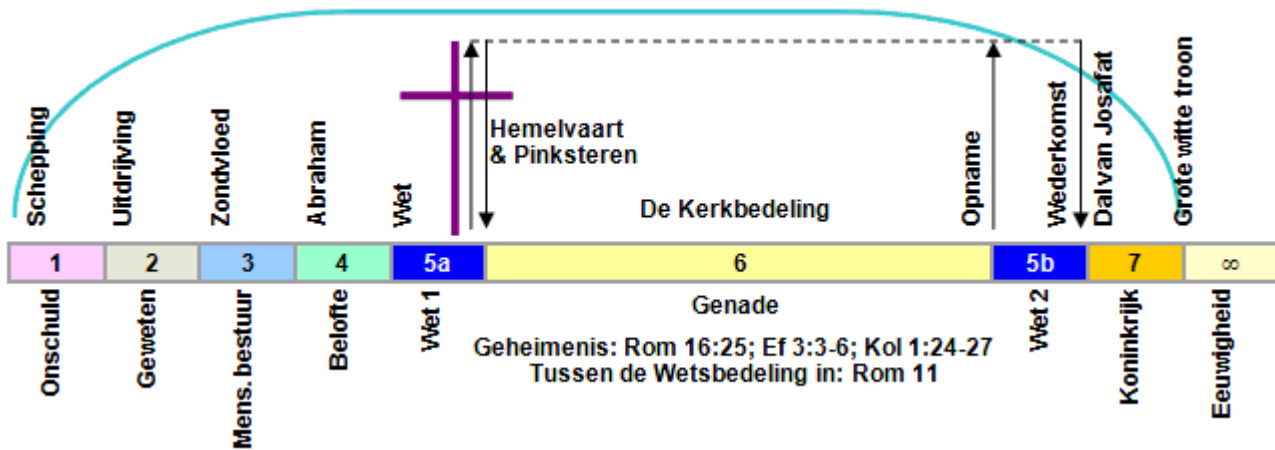 Schepping
Uitdrijving
Zondvloed
Abraham
Wet
Hemelvaart
& Pinksteren
De Kerkbedeling
Opname
Wederkomst
Dal van Josafat
Grote witte troon
1 2 3 4 5a 6 5b 7 ∞
Onschuld
Geweten
Mens. bestuur
Belofte
Wet 1
Genade
Geheimenis: Rom 16:25; Ef 3:3-6; Kol 1:24-27
Tussen de Wetsbedeling in: Rom 11
Wet 2
Koninkrijk
Eeuwigheid